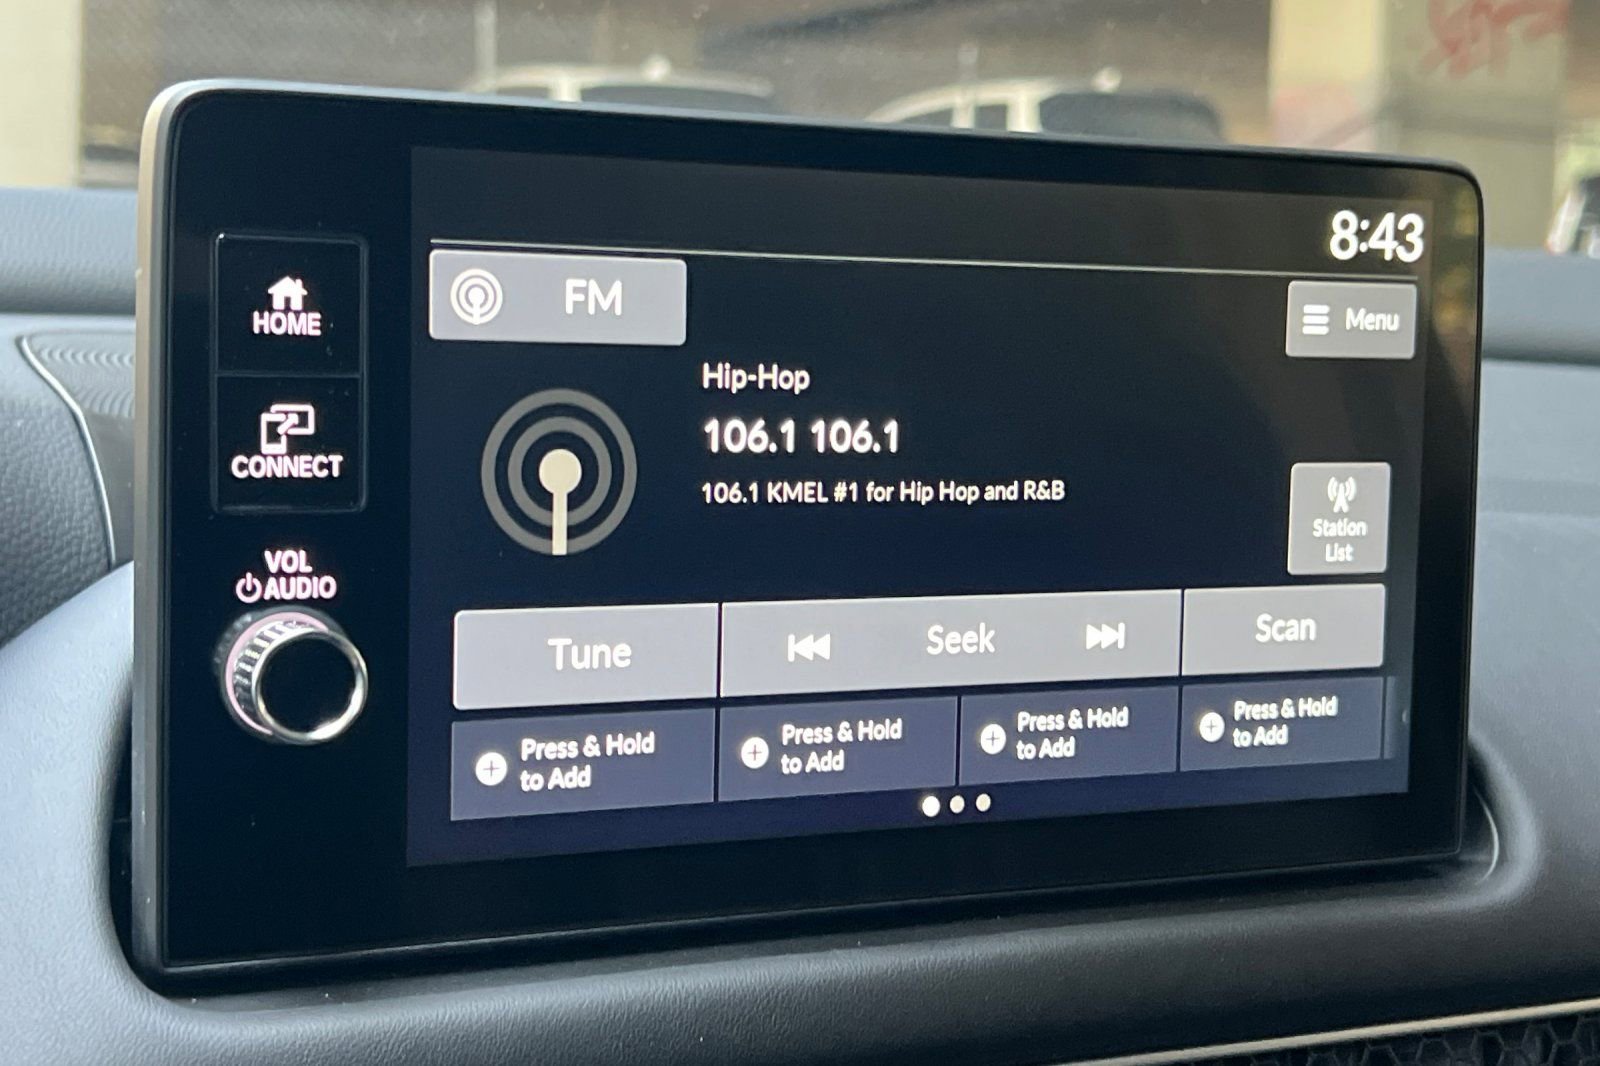 8:43
FM
Menu
HOME
CONNECT
VOL
AUDIO
Hip-Hop
106.1 106.1
106.1 KMEL #1 for Hip Hop and R&B
Station
List
Tune
Seek
Scan
Press & Hold
to Add
Press & Hold
to Add
Press & Hold
to Add
Press & Hold
to Add